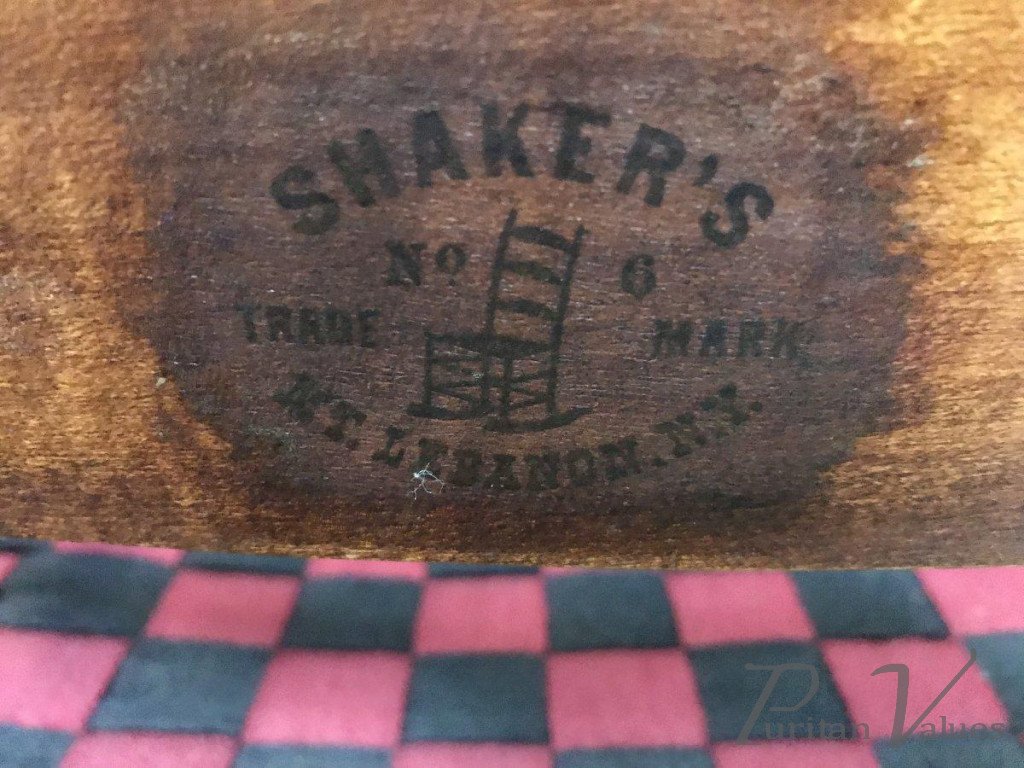 SHAKER'S
No 6
TRADE MARK
MT. LEBANON. N.Y.
Puritan Values